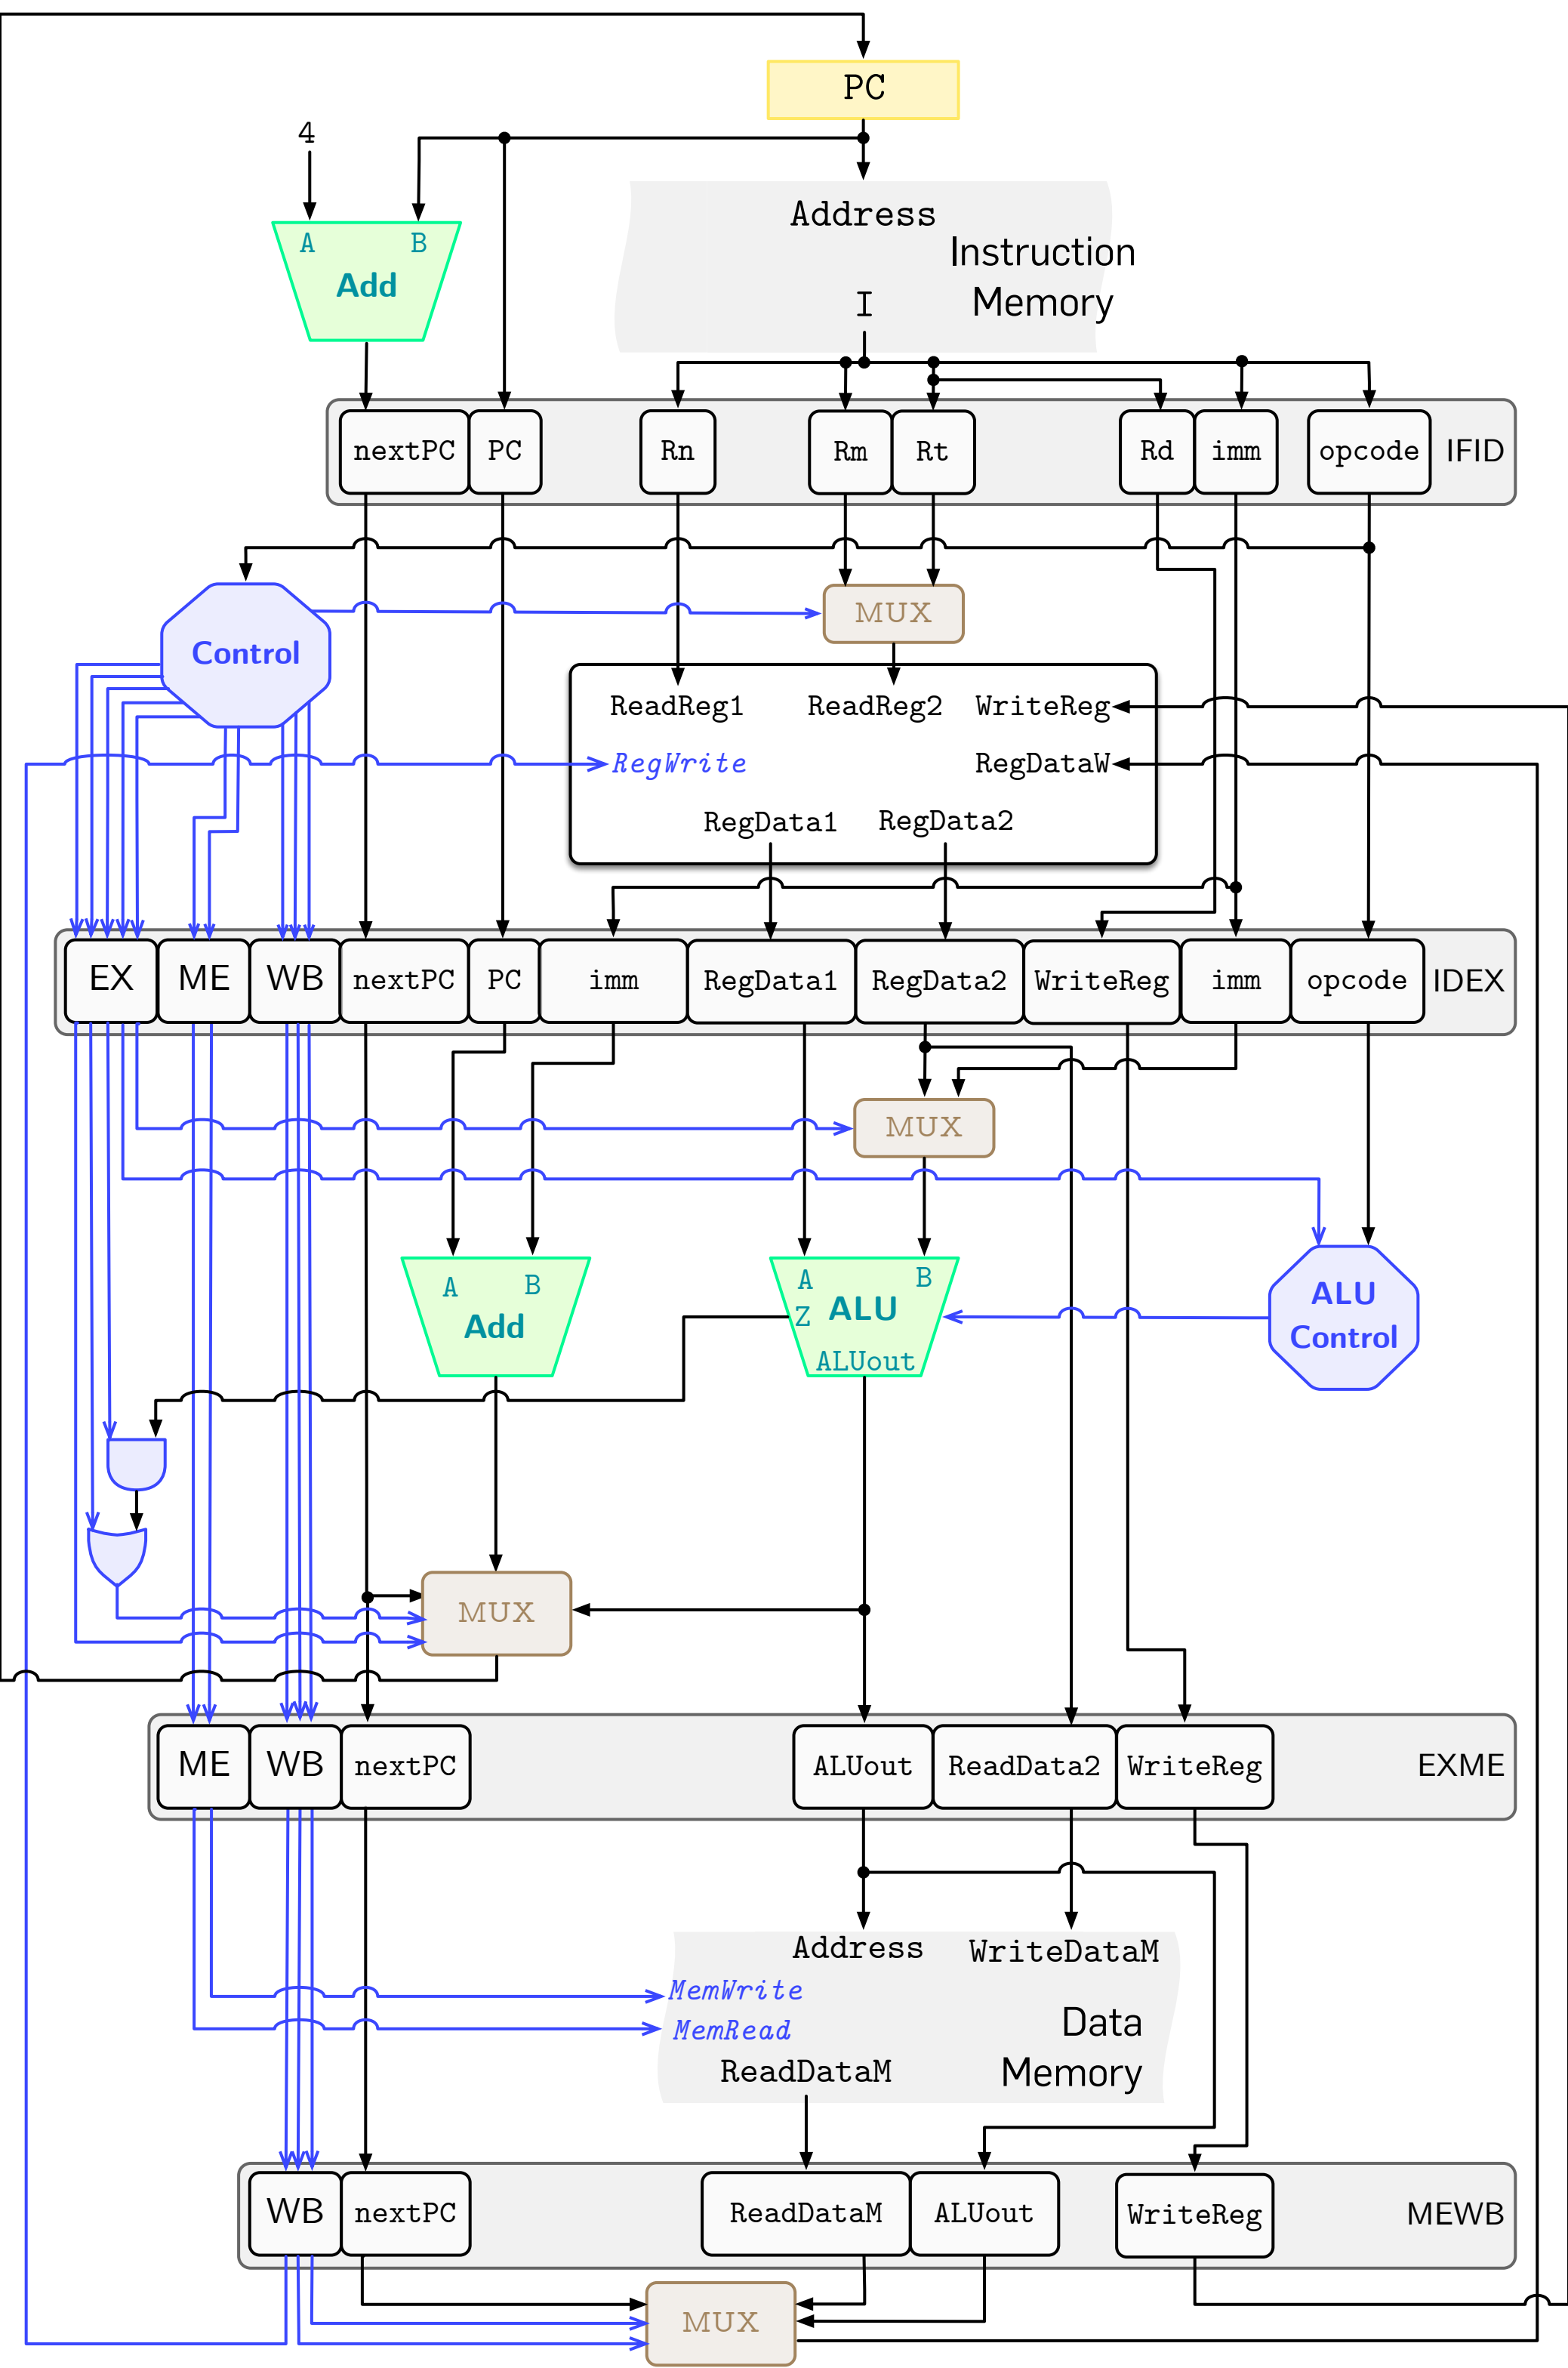 PC
4
Address
A B
Add
Instruction
Memory
I
nextPC PC Rn Rm Rt Rd imm opcode IFID
MUX
Control
ReadReg1 ReadReg2 WriteReg
RegWrite RegDataW
RegData1 RegData2
EX ME WB nextPC PC imm RegData1 RegData2 WriteReg imm opcode IDEX
MUX
A B
Add
A B
Z ALU
ALUout
ALU
Control
MUX
ME WB nextPC ALUout ReadData2 WriteReg EXME
Address WriteDataM
MemWrite
MemRead
Data
Memory
ReadDataM
WB nextPC ReadDataM ALUout WriteReg MEWB
MUX